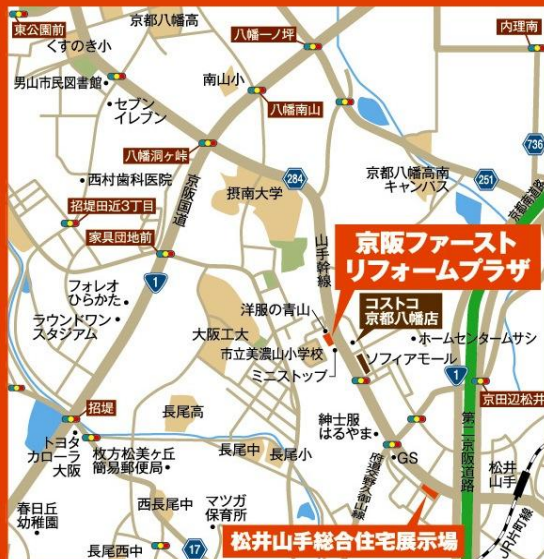 東公園前
京都八幡高
くすのき小
八幡一ノ坪
内理南
男山市民図書館
南山小
セブン
イレブン
八幡南山
736
八幡洞ヶ峠
284
京都八幡高南
キャンパス
251
西村歯科医院
京阪国道
摂南大学
京都南道路
招堤田近3丁目
家具団地前
山手幹線
京阪ファースト
リフォームプラザ
1
フォレオ
ひらかた
洋服の青山
コストコ
京都八幡店
ラウンドワン
スタジアム
大阪工大
ホームセンタームサシ
市立美濃山小学校
ソフィアモール
ミニストップ
1
京田辺松井
招堤
長尾高
紳士服
はるやま
第二京阪道路
トヨタ
カローラ
大阪
枚方松美ヶ丘
簡易郵便局
長尾中
長尾小
府道交野久御山線
GS
松井
山手
春日丘
幼稚園
西長尾中
マツガ
保育所
JR片町線
長尾西中
17
松井山手総合住宅展示場